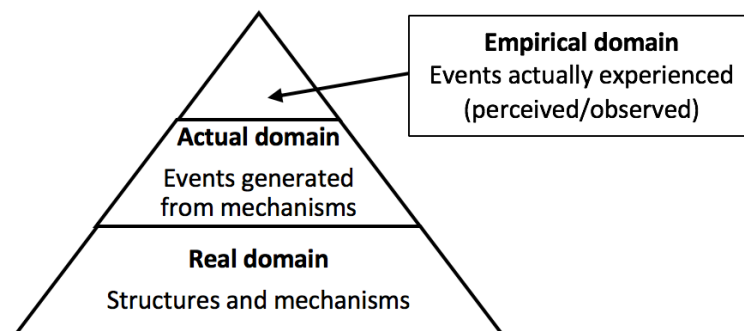 Empirical domain
Events actually experienced
(perceived/observed)
Actual domain
Events generated
from mechanisms
Real domain
Structures and mechanisms